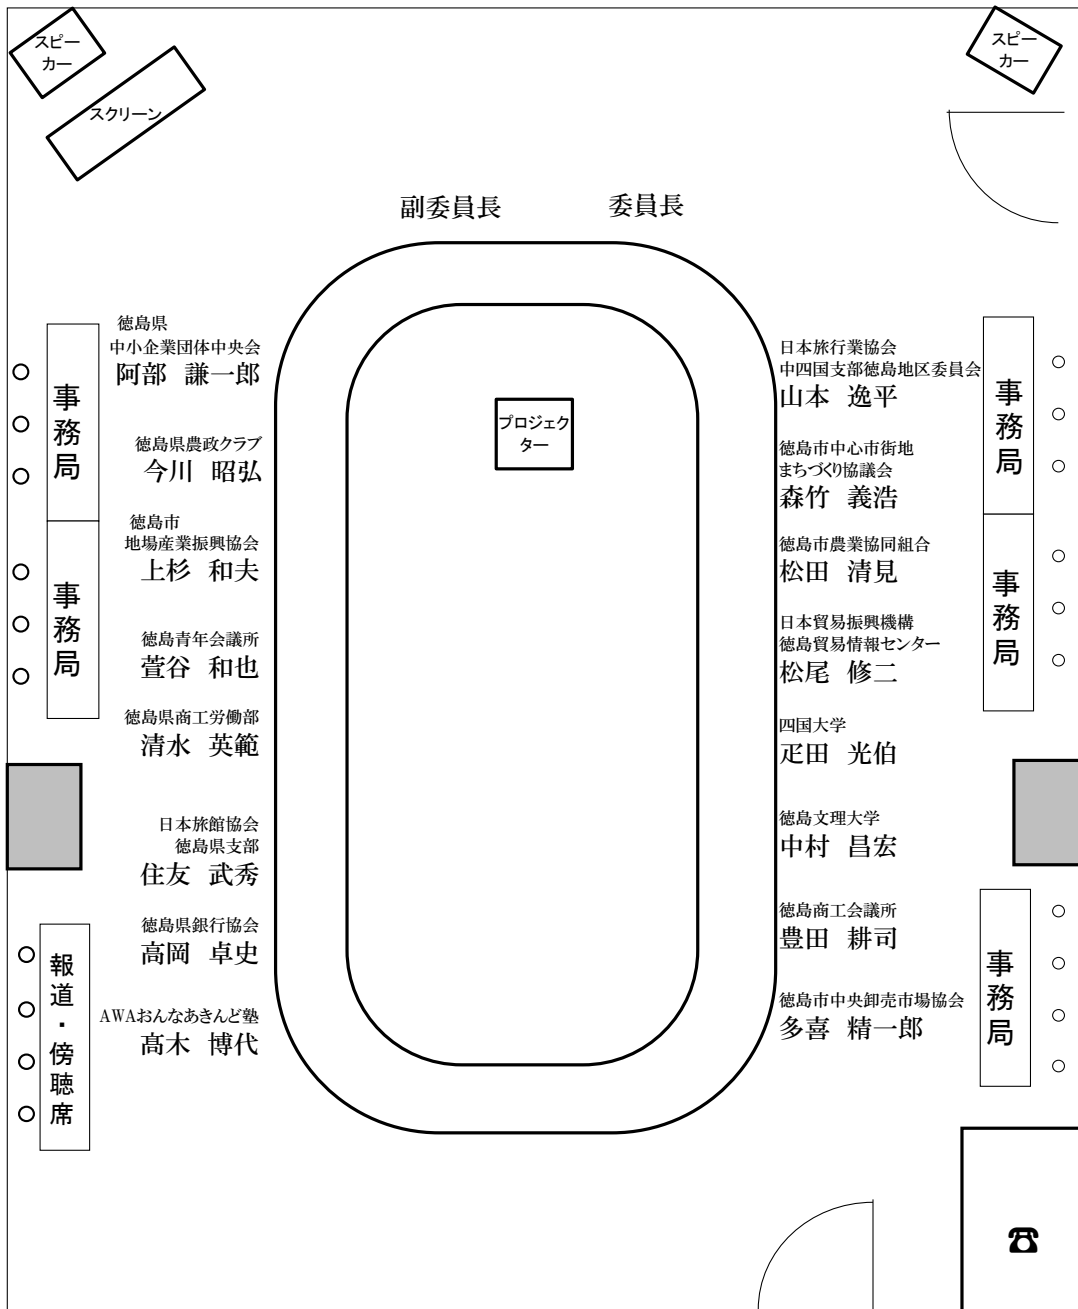 スピー
カー
スクリーン
スピー
カー
副委員長
委員長
徳島県
中小企業団体中央会
阿部 謙一郎
徳島県農政クラブ
今川 昭弘
徳島市
地場産業振興協会
上杉 和夫
徳島青年会議所
萱谷 和也
徳島県商工労働部
清水 英範
日本旅館協会
徳島県支部
住友 武秀
徳島県銀行協会
高岡 卓史
AWAおんなあきんど塾
髙木 博代
プロジェク
ター
日本旅行業協会
中四国支部徳島地区委員会
山本 逸平
徳島市中心市街地
まちづくり協議会
森竹 義浩
徳島市農業協同組合
松田 清見
日本貿易振興機構
徳島貿易情報センター
松尾 修二
四国大学
疋田 光伯
徳島文理大学
中村 昌宏
徳島商工会議所
豊田 耕司
徳島市中央卸売市場協会
多喜 精一郎
事務局
事務局
報道・傍聴席
事務局
事務局
事務局
☎